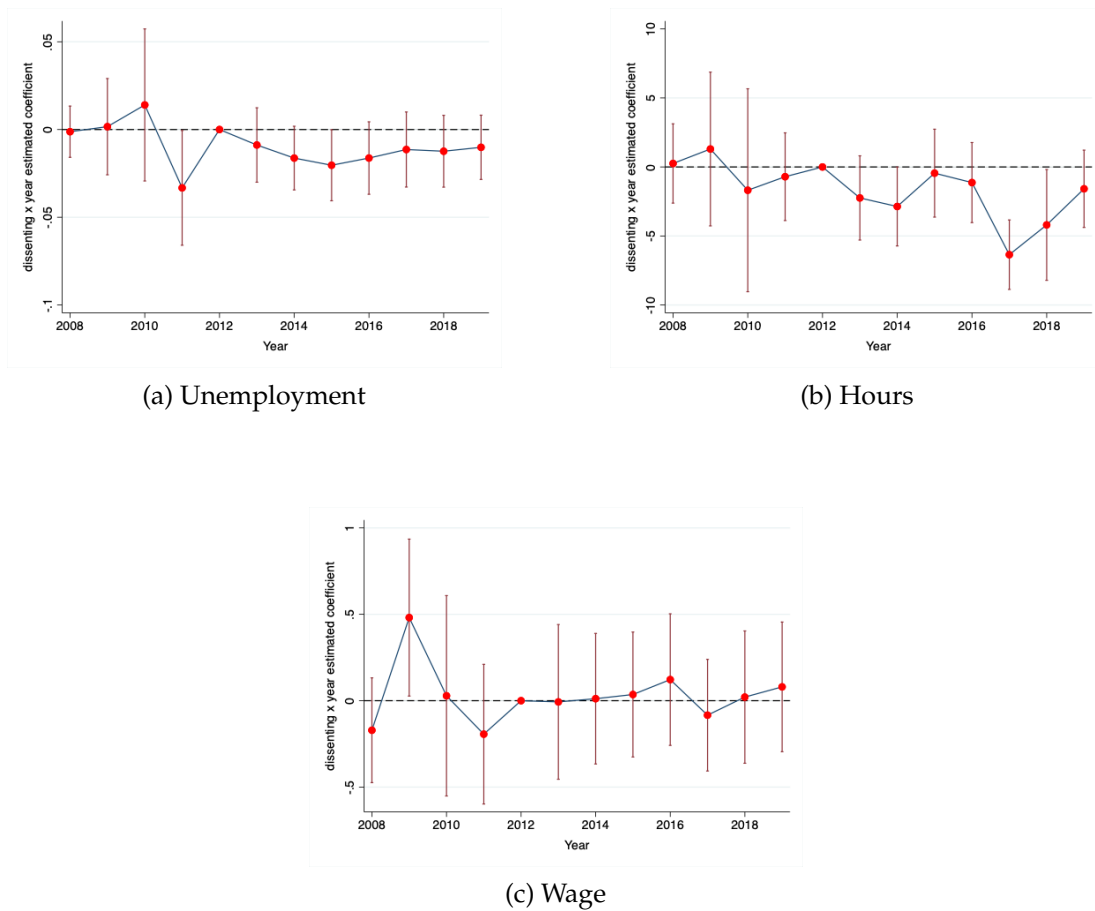 dissenting x year estimated coefficient
.05
0
-.05
-.1
2008 2010 2012 2014 2016 2018
Year
(a) Unemployment
dissenting x year estimated coefficient
10
5
0
-5
-10
2008 2010 2012 2014 2016 2018
Year
(b) Hours
dissenting x year estimated coefficient
1
.5
0
-.5
2008 2010 2012 2014 2016 2018
Year
(c) Wage